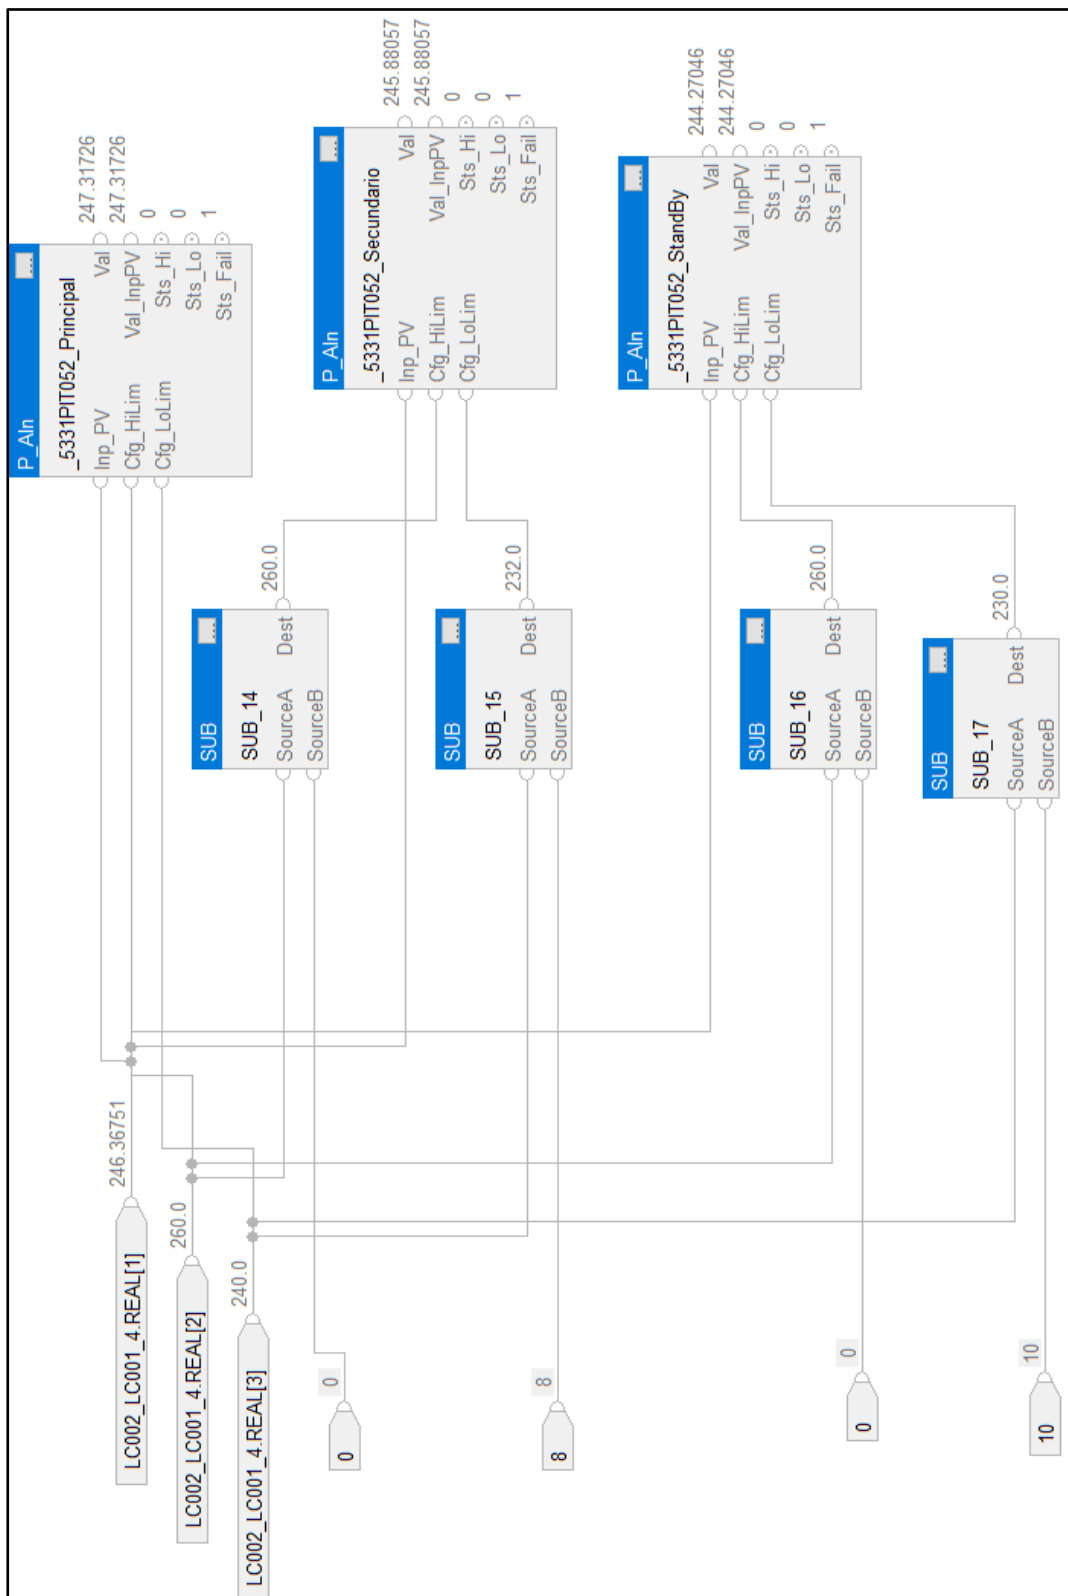 LC002_LC001_4.REAL[1]
246.36751
LC002_LC001_4.REAL[2]
260.0
LC002_LC001_4.REAL[3]
240.0
0
0
8
8
0
0
10
10
SUB
...
SUB_14
SourceA
Dest
260.0
SourceB
SUB
...
SUB_15
SourceA
Dest
232.0
SourceB
SUB
...
SUB_16
SourceA
Dest
260.0
SourceB
SUB
...
SUB_17
SourceA
Dest
230.0
SourceB
P_AIn
...
_5331PIT052_Principal
Inp_PV
Val
247.31726
Cfg_HiLim
Val_InpPV
247.31726
Cfg_LoLim
Sts_Hi
0
Sts_Lo
0
Sts_Fail
1
P_AIn
...
_5331PIT052_Secundario
Inp_PV
Val
245.88057
Cfg_HiLim
Val_InpPV
245.88057
Cfg_LoLim
Sts_Hi
0
Sts_Lo
0
Sts_Fail
1
P_AIn
...
_5331PIT052_StandBy
Inp_PV
Val
244.27046
Cfg_HiLim
Val_InpPV
244.27046
Cfg_LoLim
Sts_Hi
0
Sts_Lo
0
Sts_Fail
1